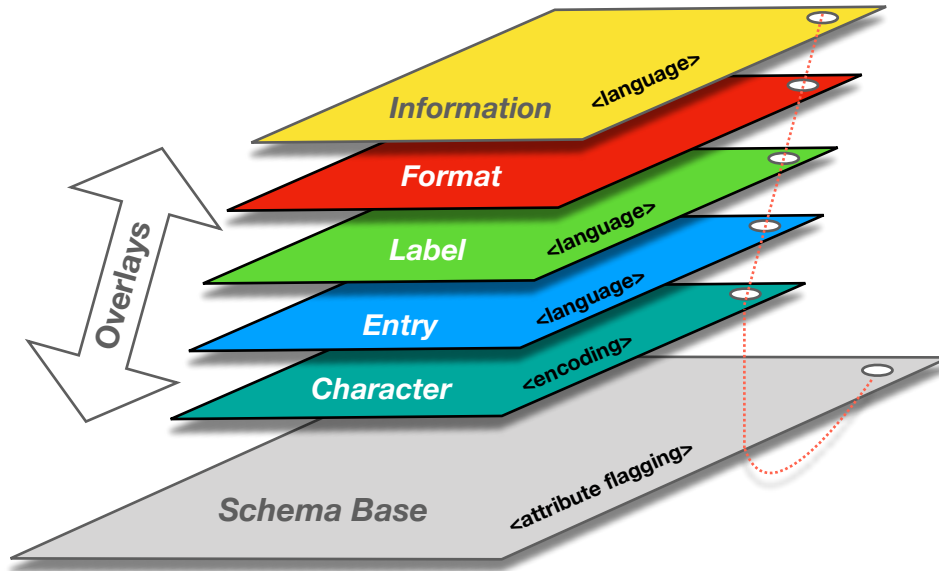 Information
<language>
Format
Label
<language>
Entry
<language>
Character
<encoding>
Schema Base
<attribute flagging>
Overlays